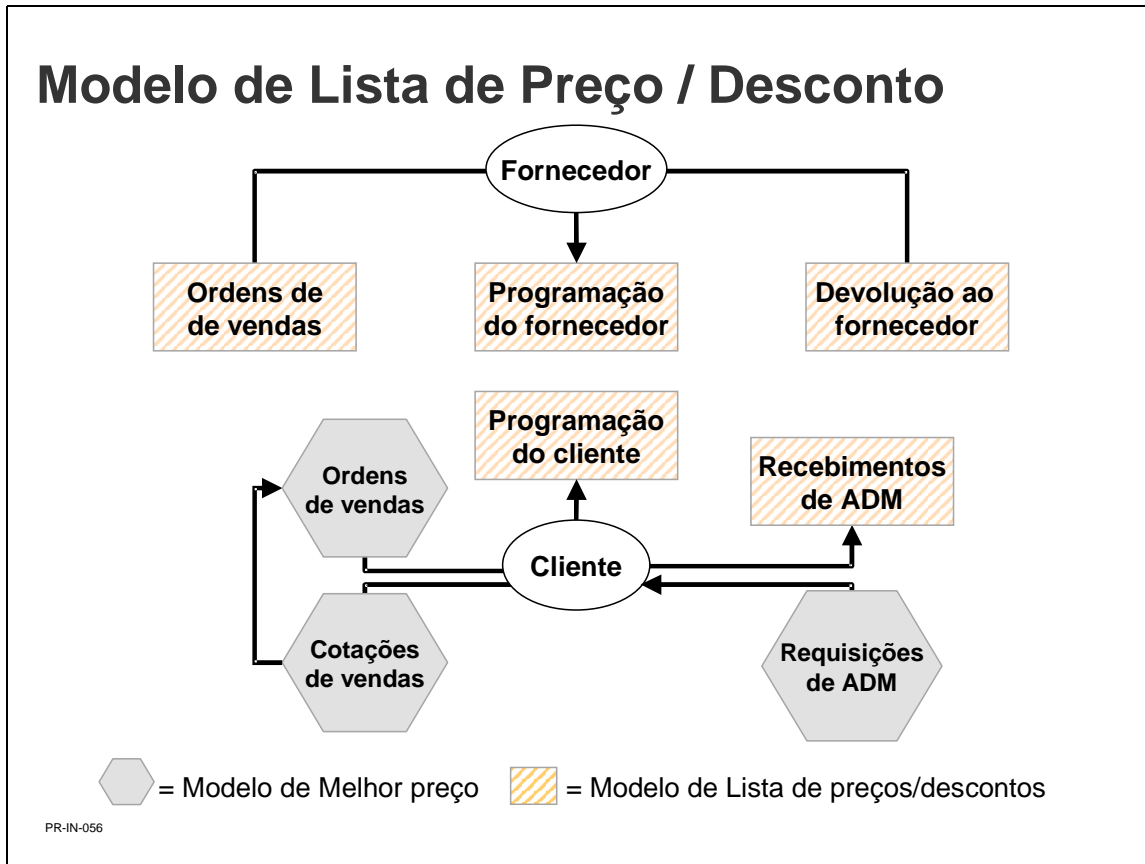 Modelo de Lista de Preço / Desconto
Fornecedor
Ordens de
de vendas
Programação
do fornecedor
Devolução ao
fornecedor
Programação
do cliente
Ordens
de vendas
Recebimentos
de ADM
Cliente
Cotações
de vendas
Requisições
de ADM
= Modelo de Melhor preço
= Modelo de Lista de preços/descontos
PR-IN-056